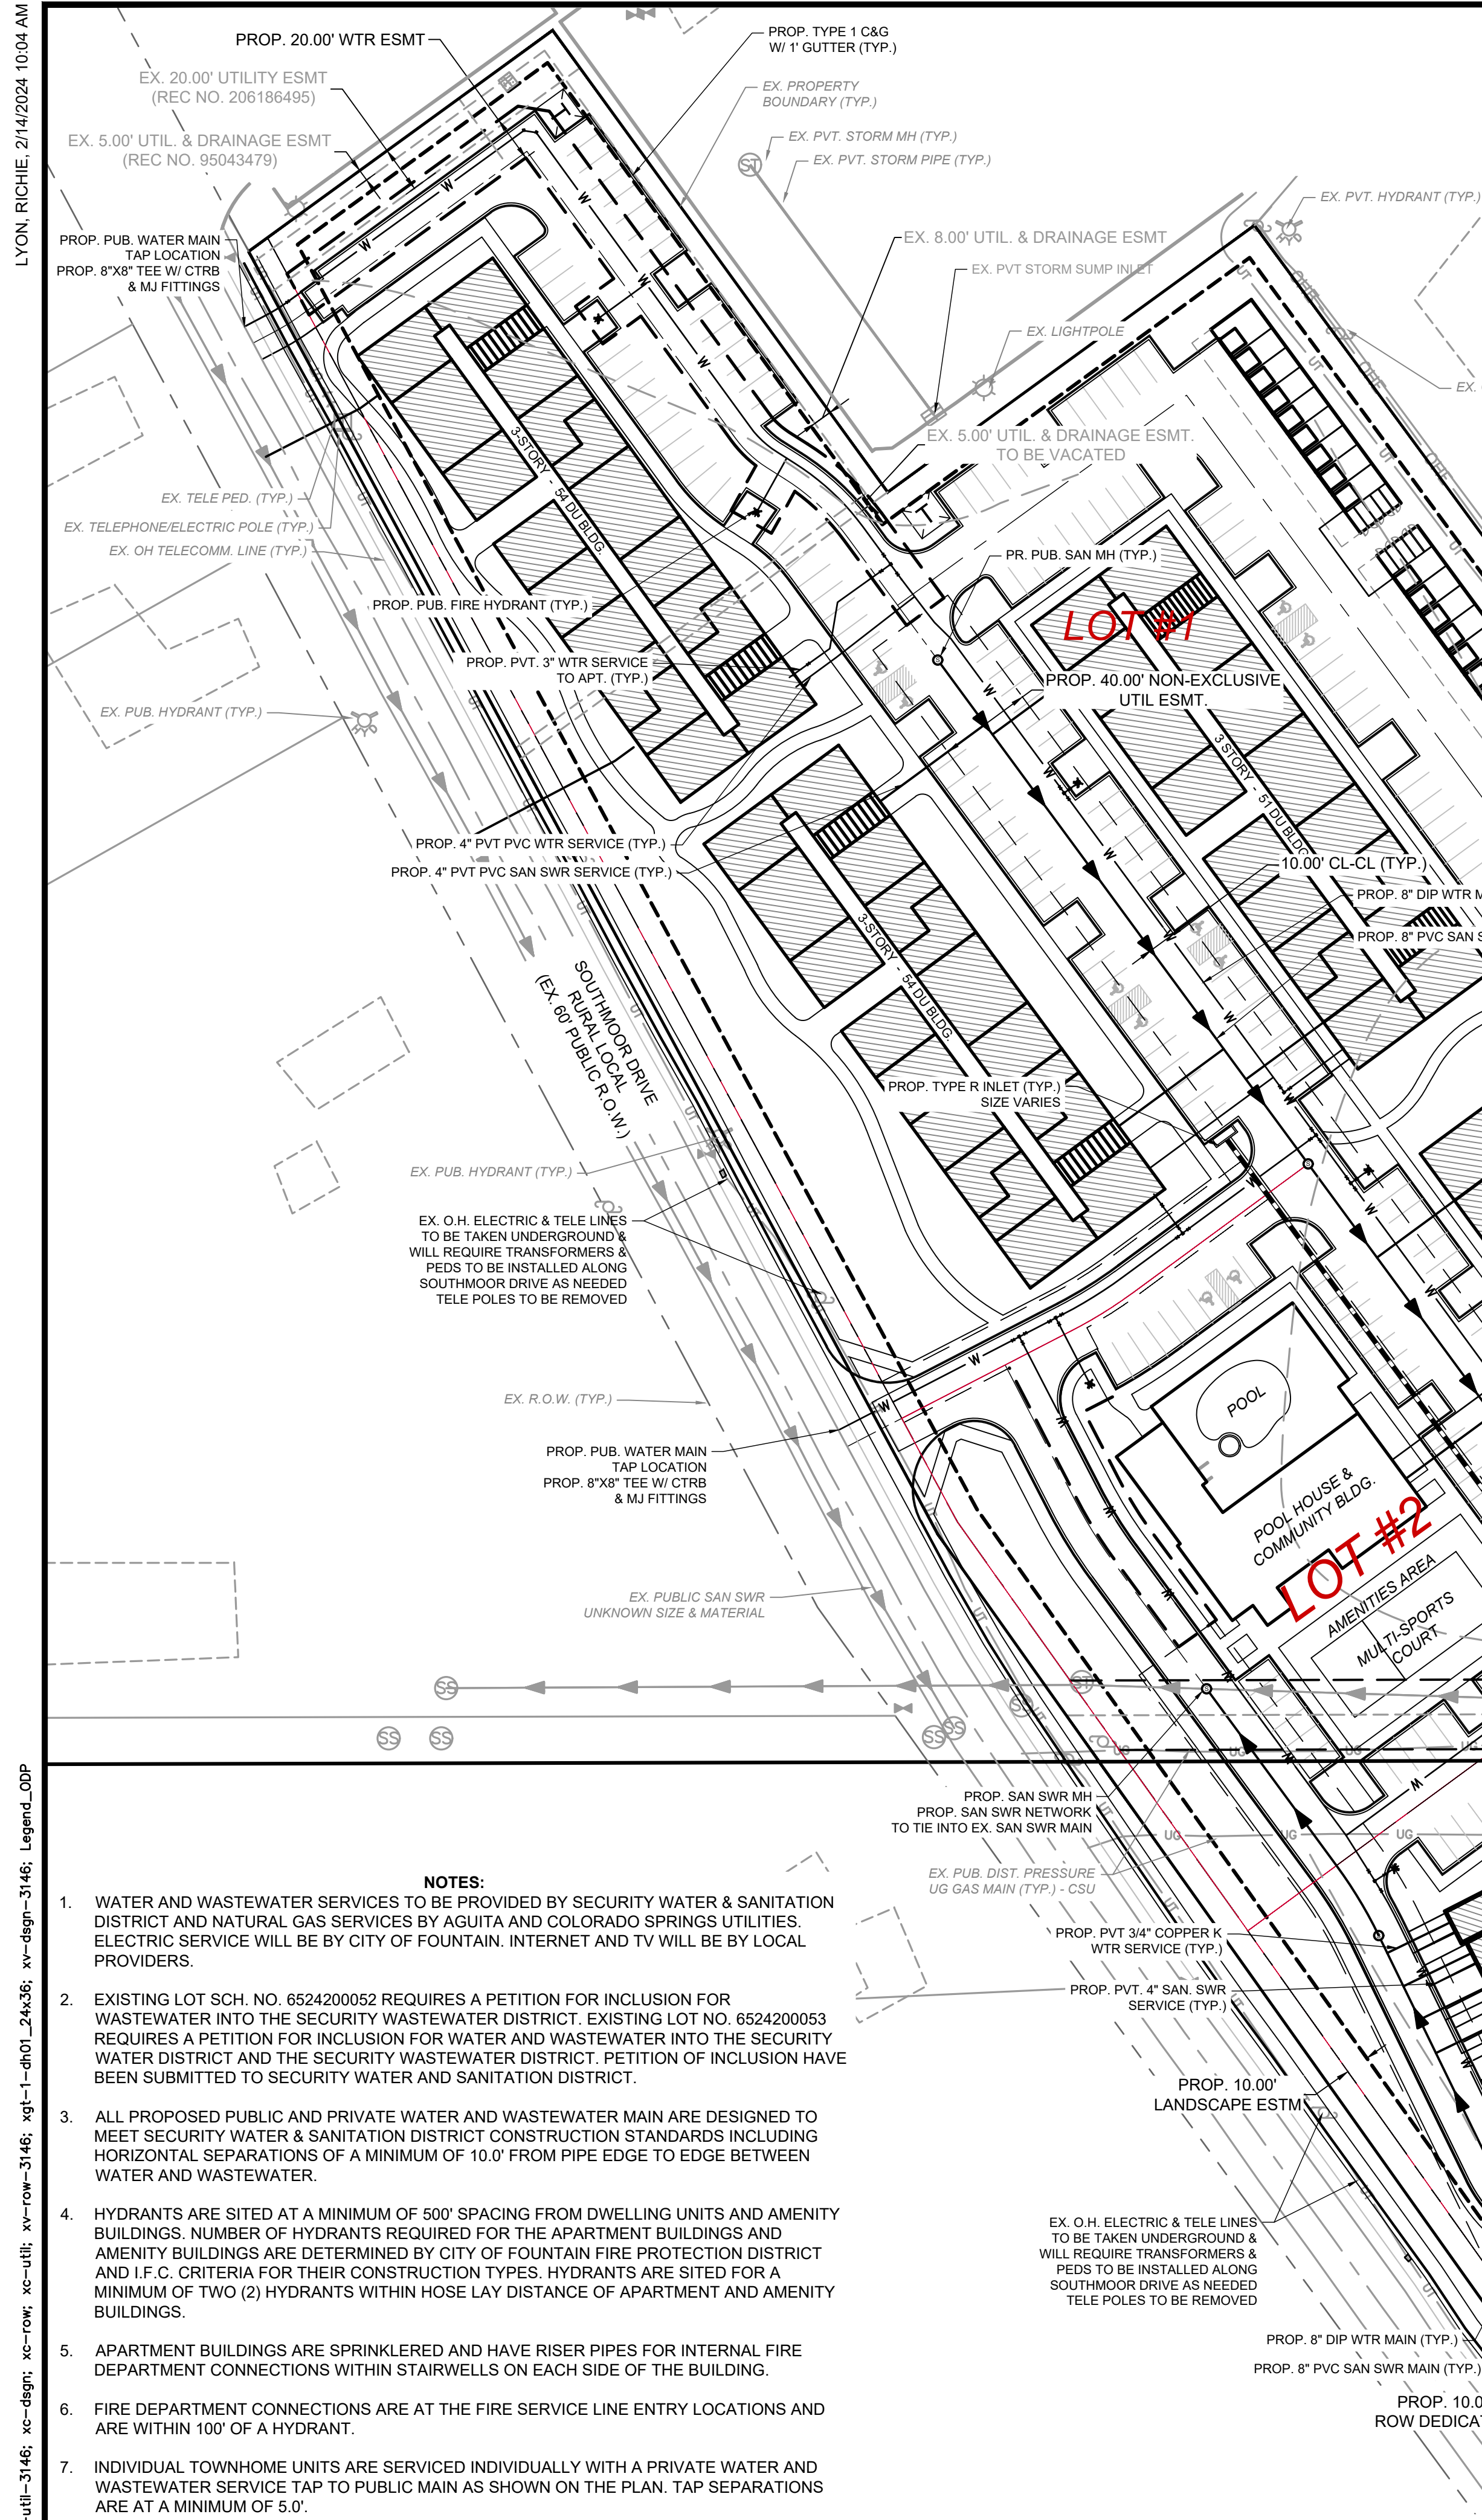 LYON, RICHIE, 2/14/2024 10:04 AM
PROP. 20.00' WTR ESMT
EX. 20.00' UTILITY ESMT
(REC NO. 206186495)
EX. 5.00' UTIL. & DRAINAGE ESMT
(REC NO. 95043479)
PROP. TYPE 1 C&G
W/ 1' GUTTER (TYP.)
EX. PROPERTY
BOUNDARY (TYP.)
EX. PVT. STORM MH (TYP.)
EX. PVT. STORM PIPE (TYP.)
ST
EX. PVT. HYDRANT (TYP.)
PROP. PUB. WATER MAIN
TAP LOCATION
PROP. 8"X8" TEE W/ CTRB
& MJ FITTINGS
EX. 8.00' UTIL. & DRAINAGE ESMT
EX. PVT STORM SUMP INLET
EX. LIGHTPOLE
EX.
EX. 5.00' UTIL. & DRAINAGE ESMT.
TO BE VACATED
3-STORY - 54 DU BLDG.
EX. TELE PED. (TYP.)
EX. TELEPHONE/ELECTRIC POLE (TYP.)
EX. OH TELECOMM. LINE (TYP.)
PR. PUB. SAN MH (TYP.)
PROP. PUB. FIRE HYDRANT (TYP.)
LOT #1
PROP. PVT. 3" WTR SERVICE
TO APT. (TYP.)
PROP. 40.00' NON-EXCLUSIVE
UTIL ESMT.
EX. PUB. HYDRANT (TYP.)
3 STORY - 51 DU BLDG.
PROP. 4" PVT PVC WTR SERVICE (TYP.)
PROP. 4" PVT PVC SAN SWR SERVICE (TYP.)
10.00' CL-CL (TYP.)
PROP. 8" DIP WTR M
PROP. 8" PVC SAN S
3-STORY - 54 DU BLDG.
SOUTHMOOR DRIVE
RURAL LOCAL
(EX. 60' PUBLIC R.O.W.)
PROP. TYPE R INLET (TYP.)
SIZE VARIES
EX. PUB. HYDRANT (TYP.)
EX. O.H. ELECTRIC & TELE LINES
TO BE TAKEN UNDERGROUND &
WILL REQUIRE TRANSFORMERS &
PEDS TO BE INSTALLED ALONG
SOUTHMOOR DRIVE AS NEEDED
TELE POLES TO BE REMOVED
EX. R.O.W. (TYP.)
POOL
PROP. PUB. WATER MAIN
TAP LOCATION
PROP. 8"X8" TEE W/ CTRB
& MJ FITTINGS
POOL HOUSE &
COMMUNITY BLDG.
LOT #2
AMENITIES AREA
MULTI-SPORTS
COURT
EX. PUBLIC SAN SWR
UNKNOWN SIZE & MATERIAL
SS
ST
SS SS
SS SS
UG UG UG
PROP. SAN SWR MH
PROP. SAN SWR NETWORK
TO TIE INTO EX. SAN SWR MAIN
UG UG UG
EX. PUB. DIST. PRESSURE
UG GAS MAIN (TYP.) - CSU
PROP. PVT 3/4" COPPER K
WTR SERVICE (TYP.)
PROP. PVT. 4" SAN. SWR
SERVICE (TYP.)
PROP. 10.00'
LANDSCAPE ESTM
EX. O.H. ELECTRIC & TELE LINES
TO BE TAKEN UNDERGROUND &
WILL REQUIRE TRANSFORMERS &
PEDS TO BE INSTALLED ALONG
SOUTHMOOR DRIVE AS NEEDED
TELE POLES TO BE REMOVED
PROP. 8" DIP WTR MAIN (TYP.)
PROP. 8" PVC SAN SWR MAIN (TYP.)
PROP. 10.0
ROW DEDICA
NOTES:
1. WATER AND WASTEWATER SERVICES TO BE PROVIDED BY SECURITY WATER & SANITATION
DISTRICT AND NATURAL GAS SERVICES BY AGUITA AND COLORADO SPRINGS UTILITIES.
ELECTRIC SERVICE WILL BE BY CITY OF FOUNTAIN. INTERNET AND TV WILL BE BY LOCAL
PROVIDERS.
2. EXISTING LOT SCH. NO. 6524200052 REQUIRES A PETITION FOR INCLUSION FOR
WASTEWATER INTO THE SECURITY WASTEWATER DISTRICT. EXISTING LOT NO. 6524200053
REQUIRES A PETITION FOR INCLUSION FOR WATER AND WASTEWATER INTO THE SECURITY
WATER DISTRICT AND THE SECURITY WASTEWATER DISTRICT. PETITION OF INCLUSION HAVE
BEEN SUBMITTED TO SECURITY WATER AND SANITATION DISTRICT.
3. ALL PROPOSED PUBLIC AND PRIVATE WATER AND WASTEWATER MAIN ARE DESIGNED TO
MEET SECURITY WATER & SANITATION DISTRICT CONSTRUCTION STANDARDS INCLUDING
HORIZONTAL SEPARATIONS OF A MINIMUM OF 10.0' FROM PIPE EDGE TO EDGE BETWEEN
WATER AND WASTEWATER.
4. HYDRANTS ARE SITED AT A MINIMUM OF 500' SPACING FROM DWELLING UNITS AND AMENITY
BUILDINGS. NUMBER OF HYDRANTS REQUIRED FOR THE APARTMENT BUILDINGS AND
AMENITY BUILDINGS ARE DETERMINED BY CITY OF FOUNTAIN FIRE PROTECTION DISTRICT
AND I.F.C. CRITERIA FOR THEIR CONSTRUCTION TYPES. HYDRANTS ARE SITED FOR A
MINIMUM OF TWO (2) HYDRANTS WITHIN HOSE LAY DISTANCE OF APARTMENT AND AMENITY
BUILDINGS.
5. APARTMENT BUILDINGS ARE SPRINKLERED AND HAVE RISER PIPES FOR INTERNAL FIRE
DEPARTMENT CONNECTIONS WITHIN STAIRWELLS ON EACH SIDE OF THE BUILDING.
6. FIRE DEPARTMENT CONNECTIONS ARE AT THE FIRE SERVICE LINE ENTRY LOCATIONS AND
ARE WITHIN 100' OF A HYDRANT.
7. INDIVIDUAL TOWNHOME UNITS ARE SERVICED INDIVIDUALLY WITH A PRIVATE WATER AND
WASTEWATER SERVICE TAP TO PUBLIC MAIN AS SHOWN ON THE PLAN. TAP SEPARATIONS
ARE AT A MINIMUM OF 5.0'.
-util-3146; xc-dsgn; xc-row; xc-util; xv-row-3146; xgt-1-dh01_24x36; xv-dsgn-3146; Legend_ODP